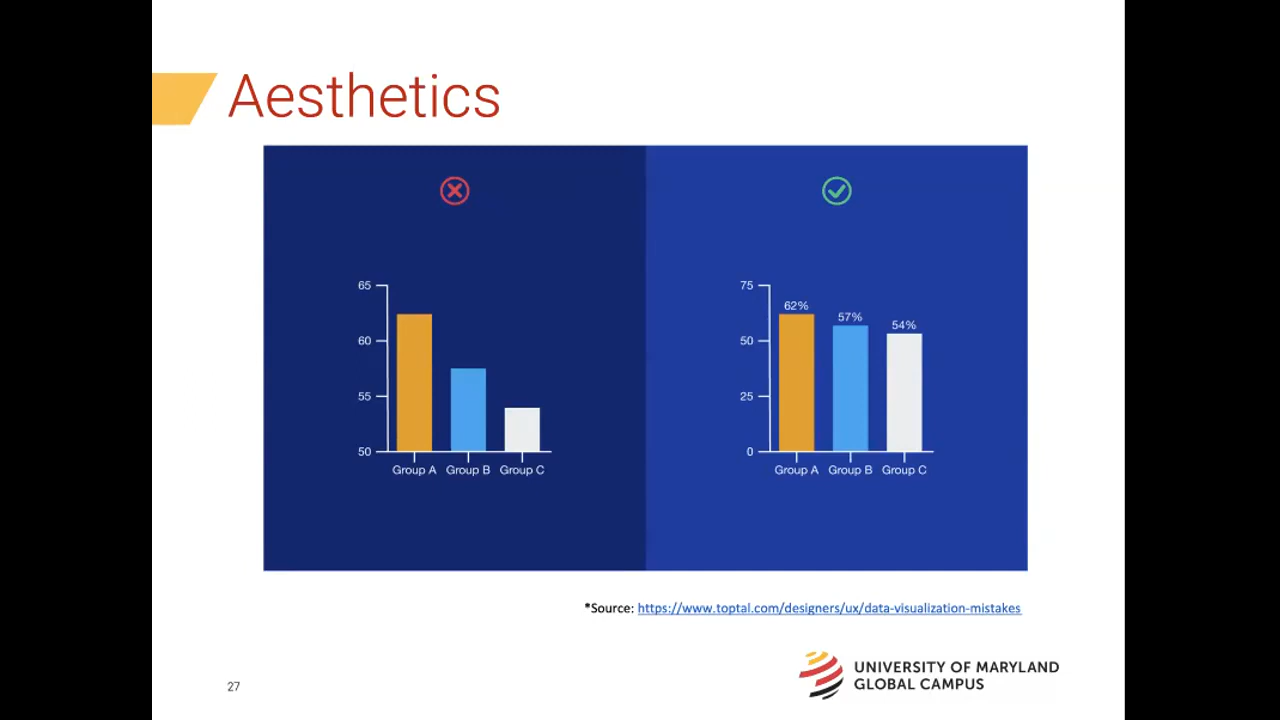 Aesthetics
65
60
55
50
Group A Group B Group C
75
50
25
0
62%
57%
54%
Group A Group B Group C
*Source: https://www.toptal.com/designers/ux/data-visualization-mistakes
27
UNIVERSITY OF MARYLAND
GLOBAL CAMPUS